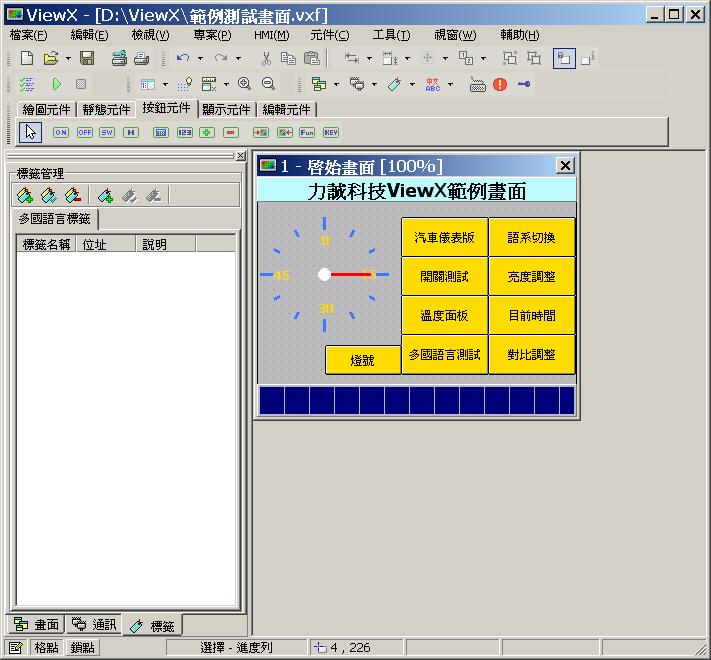 ViewX - [D:\ViewX\範例測試畫面.vxf]
檔案(F) 編輯(E) 檢視(V) 專案(P) HMI(M) 元件(C) 工具(T) 視窗(W) 輔助(H)
中文
ABC
繪圖元件 靜態元件 按鈕元件 顯示元件 編輯元件
ON OFF SW M 123 Fun KEY
標籤管理
多國語言標籤
標籤名稱 位址 說明
1 - 啓始畫面 [100%]
力誠科技ViewX範例畫面
0
15
30
45
汽車儀表版 語系切換
開關測試 亮度調整
溫度面板 目前時間
燈號 多國語言測試 對比調整
畫面 通訊 標籤
格點 鎖點 選擇 - 進度列 4 , 226